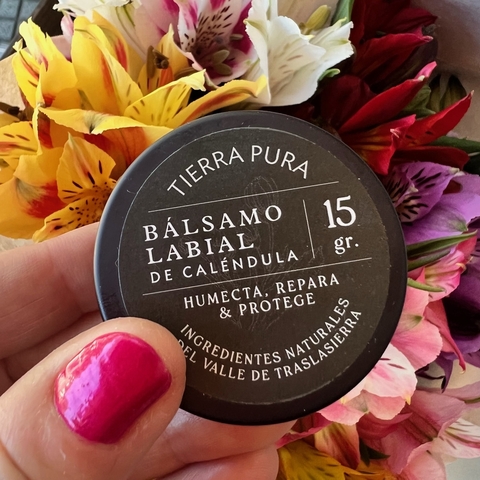 TIERRA PURA
BÁLSAMO
LABIAL
DE CALÉNDULA
15
gr.
HUMECTA, REPARA
& PROTEGE
INGREDIENTES NATURALES
DEL VALLE DE TRASLASIERRA